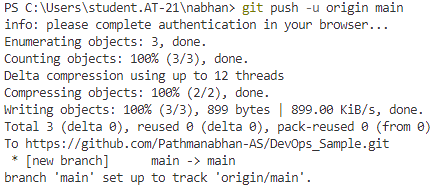 PS C:\Users\student.AT-21\nabhan> git push -u origin main
info: please complete authentication in your browser...
Enumerating objects: 3, done.
Counting objects: 100% (3/3), done.
Delta compression using up to 12 threads
Compressing objects: 100% (2/2), done.
Writing objects: 100% (3/3), 899 bytes | 899.00 KiB/s, done.
Total 3 (delta 0), reused 0 (delta 0), pack-reused 0 (from 0)
To https://github.com/Pathmanabhan-AS/DevOps_Sample.git
 * [new branch]      main -> main
branch 'main' set up to track 'origin/main'.